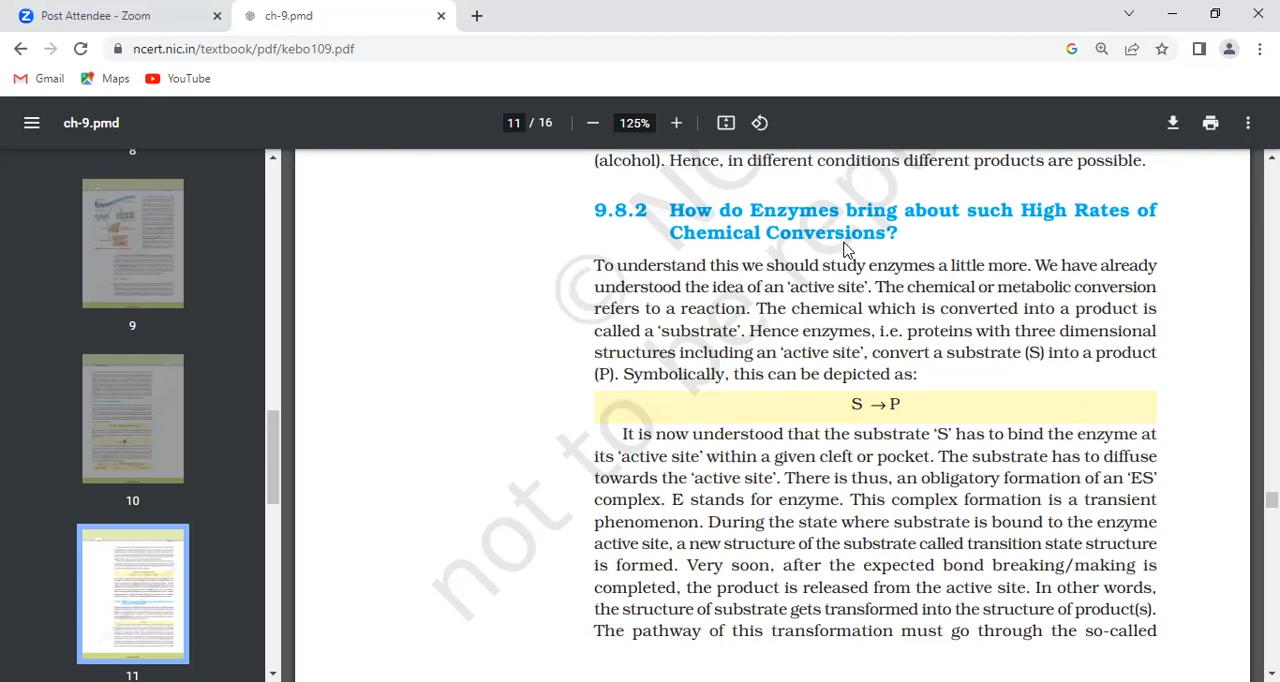 Post Attendee - Zoom
ch-9.pmd
ncert.nic.in/textbook/pdf/kebo109.pdf
Gmail
Maps
YouTube
ch-9.pmd
11 / 16
125%
8
9
10
11
(alcohol). Hence, in different conditions different products are possible.
9.8.2 How do Enzymes bring about such High Rates of
Chemical Conversions?
To understand this we should study enzymes a little more. We have already
understood the idea of an ‘active site’. The chemical or metabolic conversion
refers to a reaction. The chemical which is converted into a product is
called a ‘substrate’. Hence enzymes, i.e. proteins with three dimensional
structures including an ‘active site’, convert a substrate (S) into a product
(P). Symbolically, this can be depicted as:
S → P
It is now understood that the substrate ‘S’ has to bind the enzyme at
its ‘active site’ within a given cleft or pocket. The substrate has to diffuse
towards the ‘active site’. There is thus, an obligatory formation of an ‘ES’
complex. E stands for enzyme. This complex formation is a transient
phenomenon. During the state where substrate is bound to the enzyme
active site, a new structure of the substrate called transition state structure
is formed. Very soon, after the expected bond breaking/making is
completed, the product is released from the active site. In other words,
the structure of substrate gets transformed into the structure of product(s).
The pathway of this transformation must go through the so-called
not to be